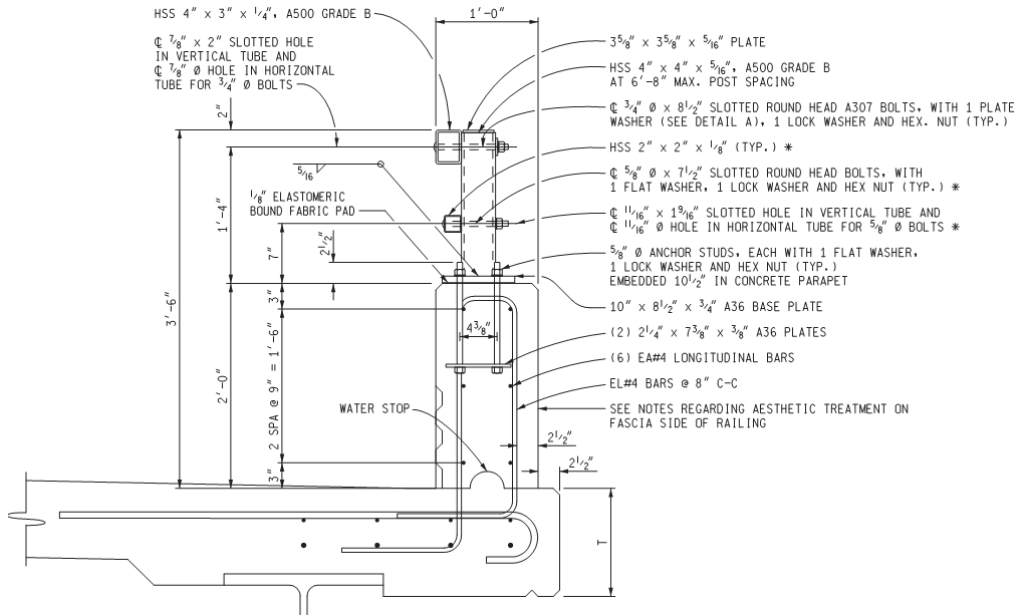 HSS 4" x 3" x 1/4", A500 GRADE B
℄ 7/8" x 2" SLOTTED HOLE
IN VERTICAL TUBE AND
℄ 7/8" Ø HOLE IN HORIZONTAL
TUBE FOR 3/4" Ø BOLTS
1'-0"
3 5/8" x 3 5/8" x 5/16" PLATE
HSS 4" x 4" x 5/16", A500 GRADE B
AT 6'-8" MAX. POST SPACING
℄ 3/4" Ø x 8 1/2" SLOTTED ROUND HEAD A307 BOLTS, WITH 1 PLATE
WASHER (SEE DETAIL A), 1 LOCK WASHER AND HEX. NUT (TYP.)
HSS 2" x 2" x 1/8" (TYP.) *
℄ 5/8" Ø x 7 1/2" SLOTTED ROUND HEAD BOLTS, WITH
1 FLAT WASHER, 1 LOCK WASHER AND HEX NUT (TYP.) *
℄ 11/16" x 1 9/16" SLOTTED HOLE IN VERTICAL TUBE AND
℄ 11/16" Ø HOLE IN HORIZONTAL TUBE FOR 5/8" Ø BOLTS *
5/8" Ø ANCHOR STUDS, EACH WITH 1 FLAT WASHER,
1 LOCK WASHER AND HEX NUT (TYP.)
EMBEDDED 10 1/2" IN CONCRETE PARAPET
10" x 8 1/2" x 3/4" A36 BASE PLATE
(2) 2 1/4" x 7 3/8" x 3/8" A36 PLATES
(6) EA#4 LONGITUDINAL BARS
EL#4 BARS @ 8" C-C
SEE NOTES REGARDING AESTHETIC TREATMENT ON
FASCIA SIDE OF RAILING
2"
5/16
1/8" ELASTOMERIC
BOUND FABRIC PAD
1'-4"
7"
2 1/2"
3'-6"
2'-0"
3"
2 SPA @ 9" = 1'-6"
3"
4 3/8"
WATER STOP
2 1/2"
2 1/2"
T